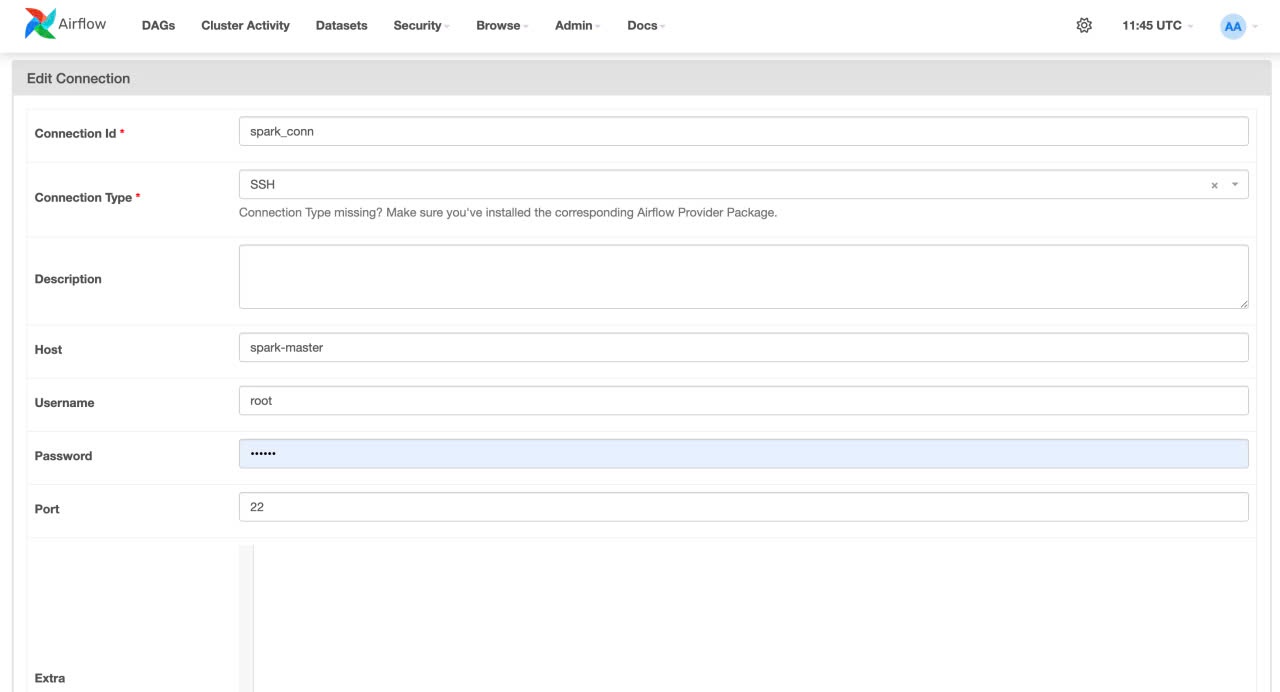 Airflow DAGs Cluster Activity Datasets Security Browse Admin Docs 11:45 UTC AA
Edit Connection
Connection Id * spark_conn
Connection Type * SSH × 
Connection Type missing? Make sure you've installed the corresponding Airflow Provider Package.
Description
Host spark-master
Username root
Password ••••••
Port 22
Extra